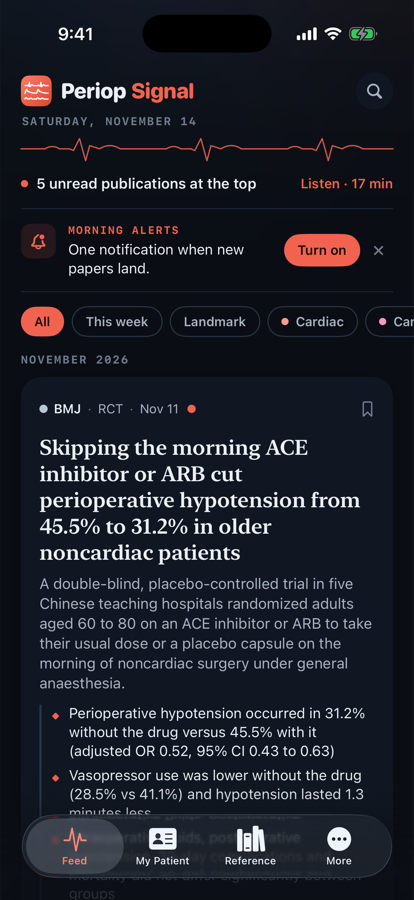 9:41
Periop Signal
SATURDAY, NOVEMBER 14
5 unread publications at the top
Listen · 17 min
MORNING ALERTS
One notification when new
papers land.
Turn on
All
This week
Landmark
Cardiac
Car
NOVEMBER 2026
BMJ · RCT · Nov 11
Skipping the morning ACE
inhibitor or ARB cut
perioperative hypotension from
45.5% to 31.2% in older
noncardiac patients
A double-blind, placebo-controlled trial in five
Chinese teaching hospitals randomized adults
aged 60 to 80 on an ACE inhibitor or ARB to take
their usual dose or a placebo capsule on the
morning of noncardiac surgery under general
anaesthesia.
Perioperative hypotension occurred in 31.2%
without the drug versus 45.5% with it
(adjusted OR 0.52, 95% CI 0.43 to 0.63)
Vasopressor use was lower without the drug
(28.5% vs 41.1%) and hypotension lasted 1.3
minutes less
Feed
My Patient
Reference
More
groups